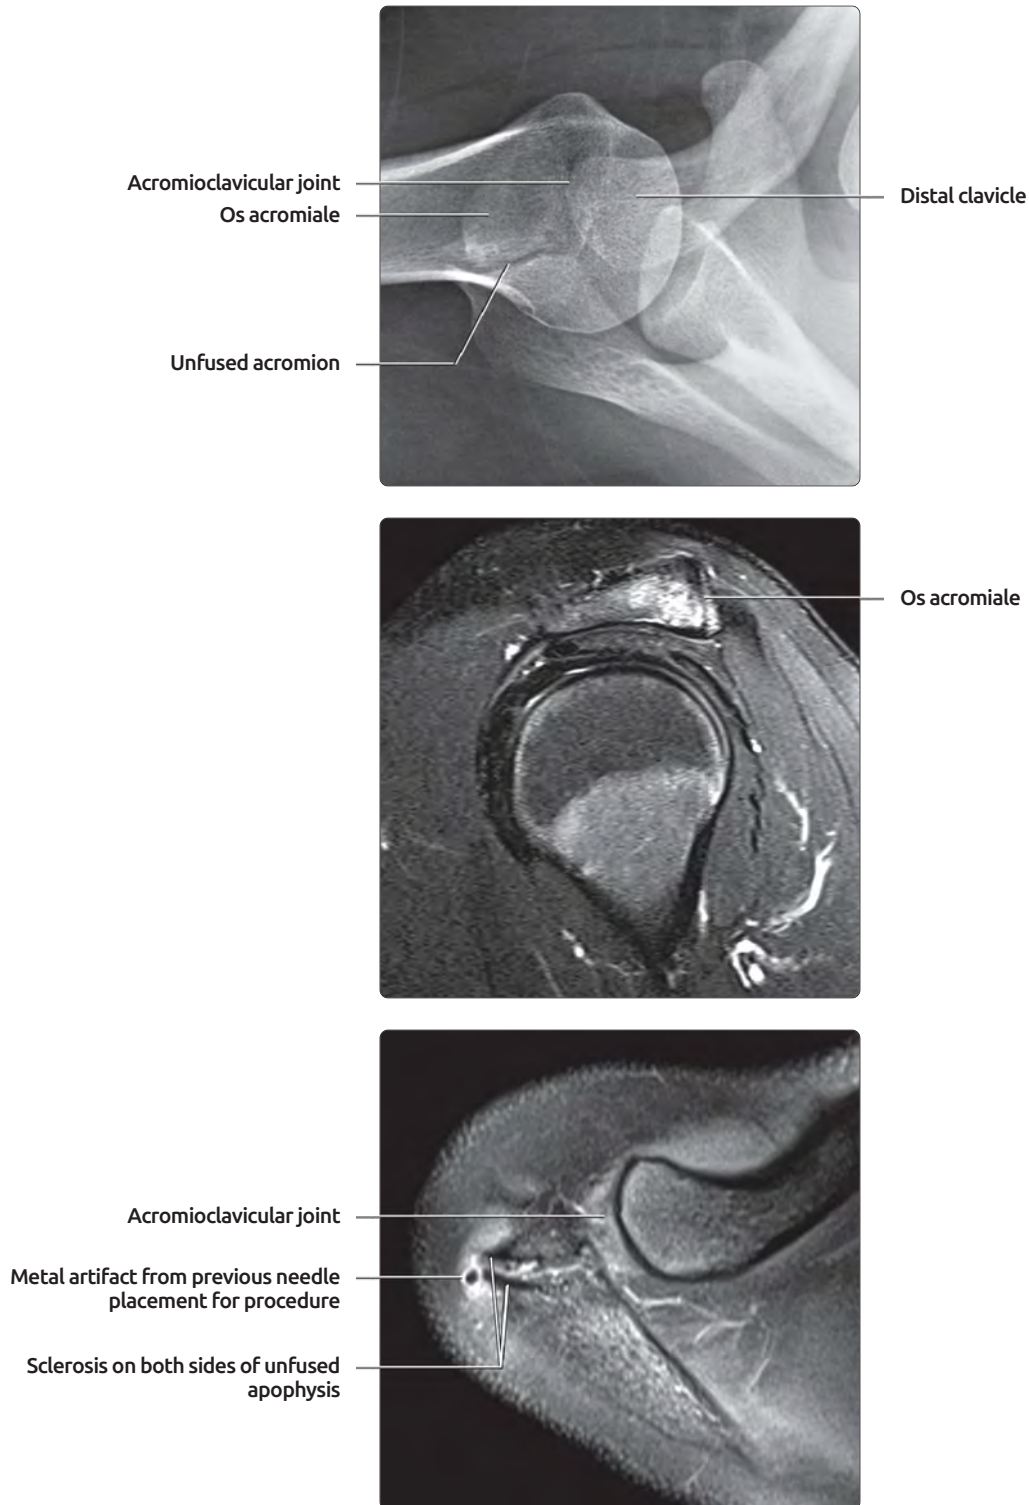 Acromioclavicular joint
Os acromiale
Distal clavicle
Unfused acromion
Os acromiale
Acromioclavicular joint
Metal artifact from previous needle
placement for procedure
Sclerosis on both sides of unfused
apophysis